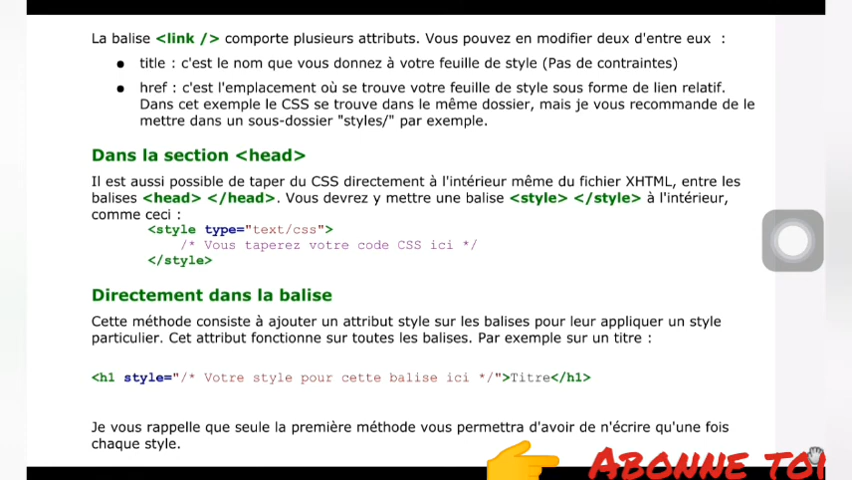 La balise <link /> comporte plusieurs attributs. Vous pouvez en modifier deux d'entre eux :
● title : c'est le nom que vous donnez à votre feuille de style (Pas de contraintes)
● href : c'est l'emplacement où se trouve votre feuille de style sous forme de lien relatif.
Dans cet exemple le CSS se trouve dans le même dossier, mais je vous recommande de le
mettre dans un sous-dossier "styles/" par exemple.
Dans la section <head>
Il est aussi possible de taper du CSS directement à l'intérieur même du fichier XHTML, entre les
balises <head> </head>. Vous devrez y mettre une balise <style> </style> à l'intérieur,
comme ceci :
<style type="text/css">
/* Vous taperez votre code CSS ici */
</style>
Directement dans la balise
Cette méthode consiste à ajouter un attribut style sur les balises pour leur appliquer un style
particulier. Cet attribut fonctionne sur toutes les balises. Par exemple sur un titre :
<h1 style="/* Votre style pour cette balise ici */">Titre</h1>
Je vous rappelle que seule la première méthode vous permettra d'avoir de n'écrire qu'une fois
chaque style.
ABONNE TOI